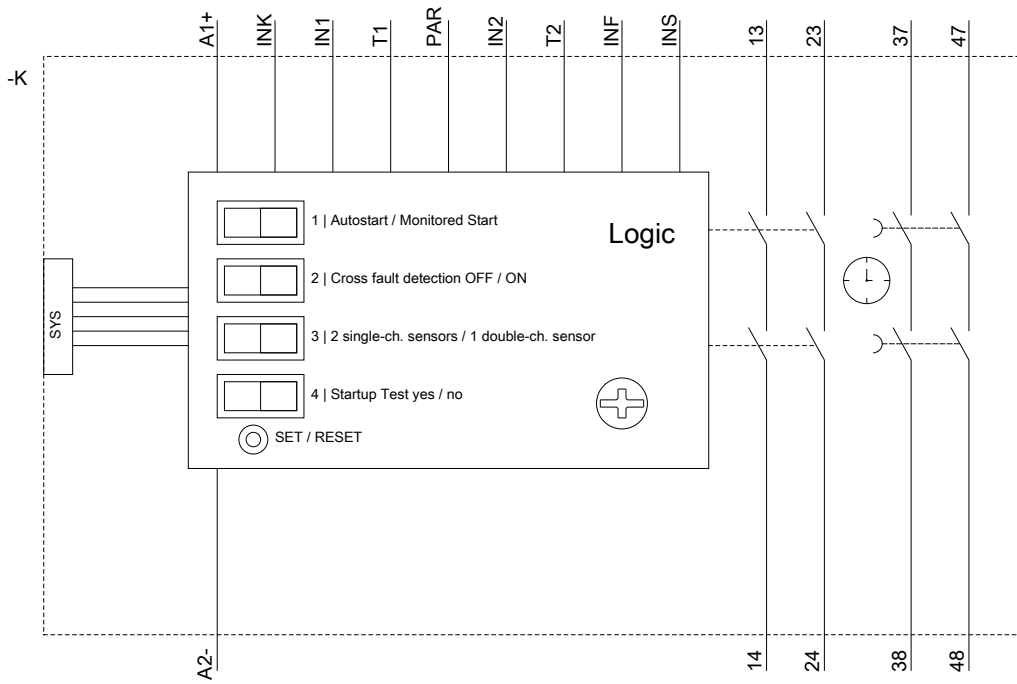 A1+ INK IN1 T1 PAR IN2 T2 INF INS 13 23 37 47
-K
1 | Autostart / Monitored Start
Logic
2 | Cross fault detection OFF / ON
SYS
3 | 2 single-ch. sensors / 1 double-ch. sensor
4 | Startup Test yes / no
SET / RESET
A2- 14 24 38 48